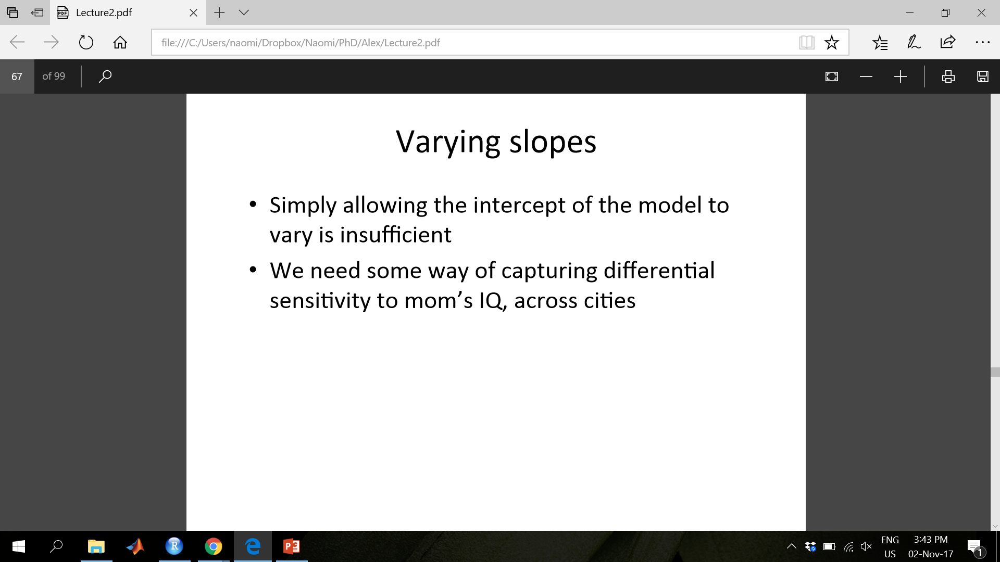 Lecture2.pdf
file:///C:/Users/naomi/Dropbox/Naomi/PhD/Alex/Lecture2.pdf
67 of 99
Varying slopes
• Simply allowing the intercept of the model to
vary is insufficient
• We need some way of capturing differential
sensitivity to mom’s IQ, across cities
ENG 3:43 PM
US 02-Nov-17
1